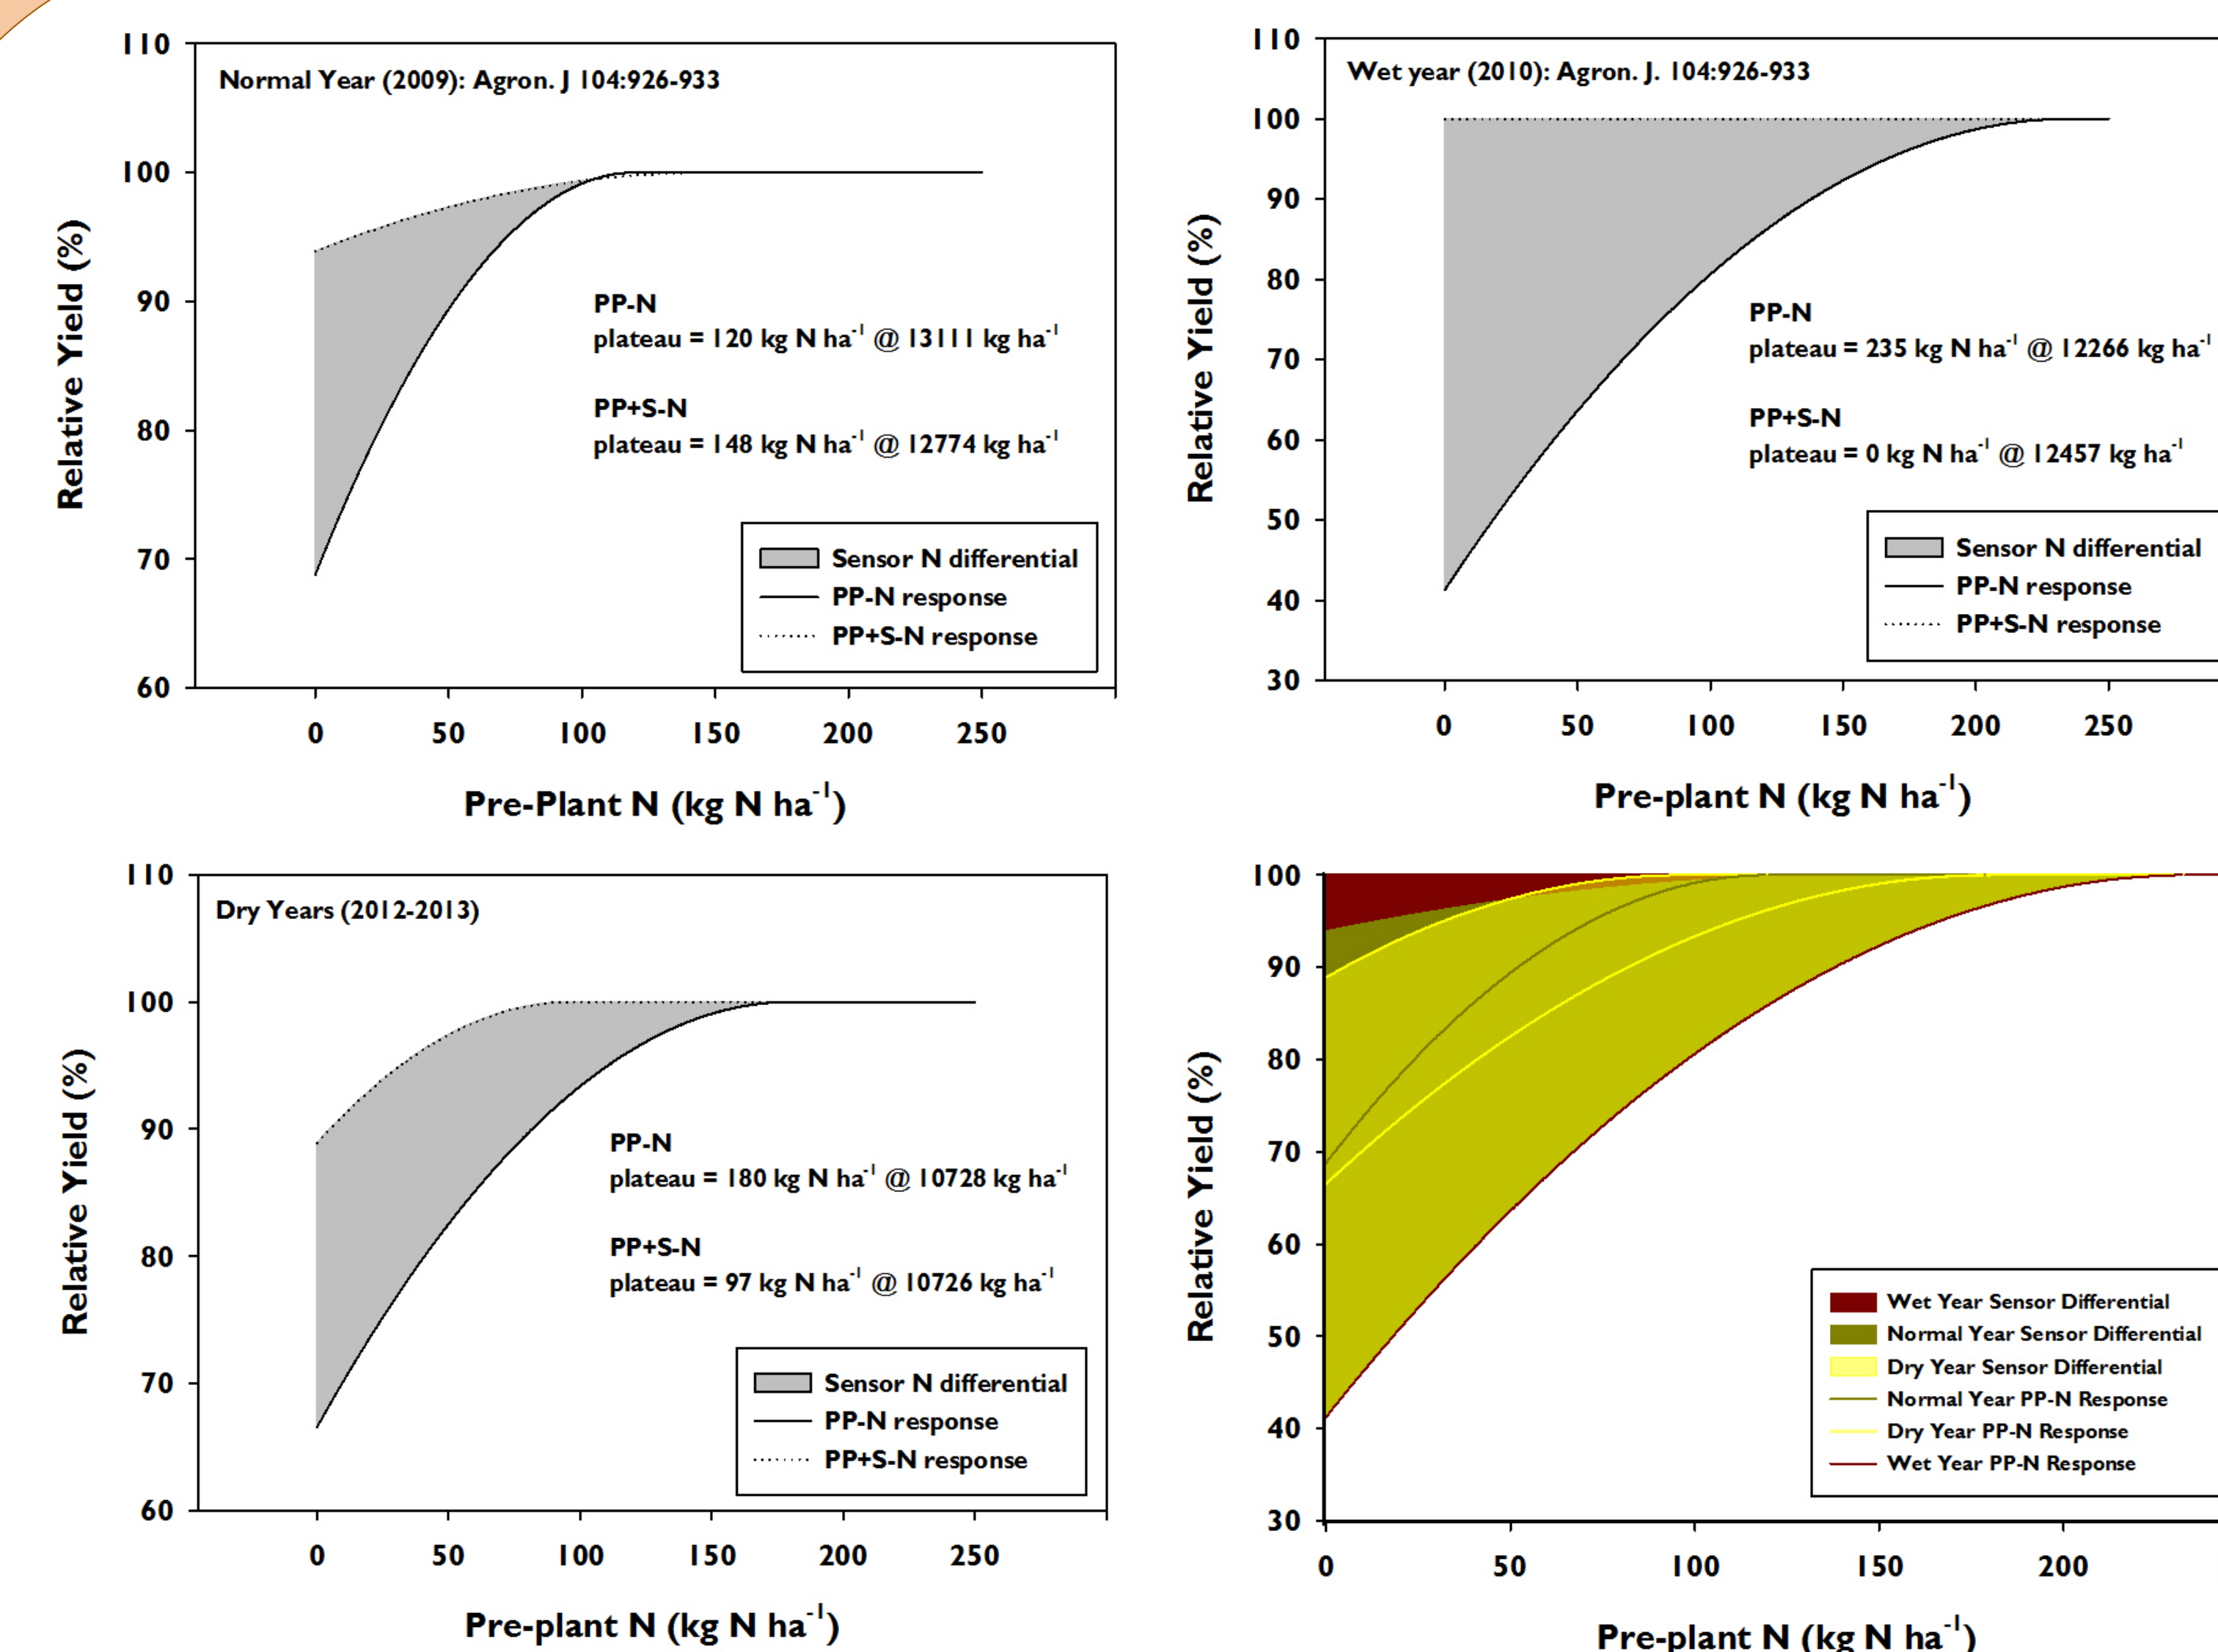 Normal Year (2009): Agron. J 104:926-933
110
100
90
80
70
60
Relative Yield (%)
PP-N
plateau = 120 kg N ha⁻¹ @ 13111 kg ha⁻¹
PP+S-N
plateau = 148 kg N ha⁻¹ @ 12774 kg ha⁻¹
Sensor N differential
PP-N response
PP+S-N response
0 50 100 150 200 250
Pre-Plant N (kg N ha⁻¹)
Wet year (2010): Agron. J. 104:926-933
110
100
90
80
70
60
50
40
30
Relative Yield (%)
PP-N
plateau = 235 kg N ha⁻¹ @ 12266 kg ha⁻¹
PP+S-N
plateau = 0 kg N ha⁻¹ @ 12457 kg ha⁻¹
Sensor N differential
PP-N response
PP+S-N response
0 50 100 150 200 250
Pre-plant N (kg N ha⁻¹)
Dry Years (2012-2013)
110
100
90
80
70
60
Relative Yield (%)
PP-N
plateau = 180 kg N ha⁻¹ @ 10728 kg ha⁻¹
PP+S-N
plateau = 97 kg N ha⁻¹ @ 10726 kg ha⁻¹
Sensor N differential
PP-N response
PP+S-N response
0 50 100 150 200 250
Pre-plant N (kg N ha⁻¹)
100
90
80
70
60
50
40
30
Relative Yield (%)
Wet Year Sensor Differential
Normal Year Sensor Differential
Dry Year Sensor Differential
Normal Year PP-N Response
Dry Year PP-N Response
Wet Year PP-N Response
0 50 100 150 200
Pre-plant N (kg N ha⁻¹)